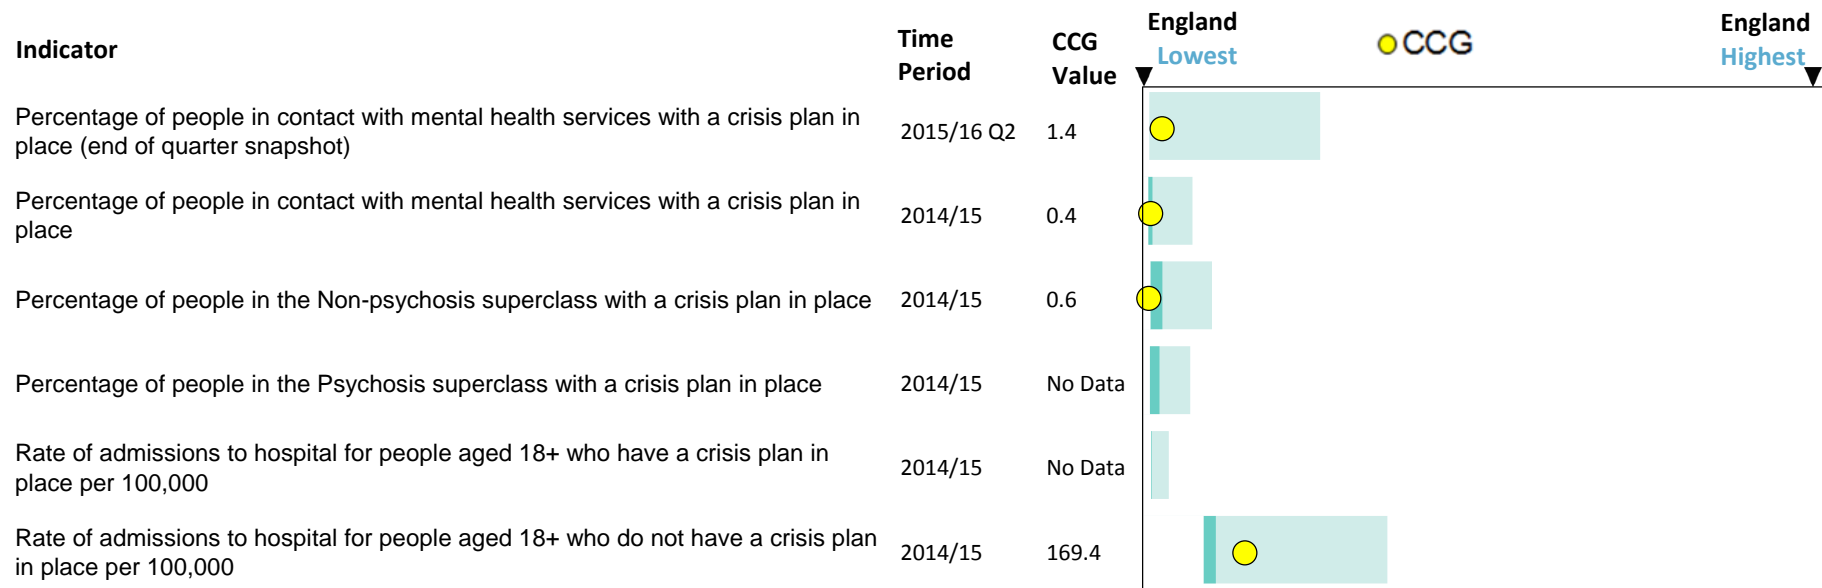 Indicator
Time Period
CCG Value
England Lowest
CCG
England Highest
Percentage of people in contact with mental health services with a crisis plan in
place (end of quarter snapshot)
2015/16 Q2
1.4
Percentage of people in contact with mental health services with a crisis plan in
place
2014/15
0.4
Percentage of people in the Non-psychosis superclass with a crisis plan in place
2014/15
0.6
Percentage of people in the Psychosis superclass with a crisis plan in place
2014/15
No Data
Rate of admissions to hospital for people aged 18+ who have a crisis plan in
place per 100,000
2014/15
No Data
Rate of admissions to hospital for people aged 18+ who do not have a crisis plan
in place per 100,000
2014/15
169.4